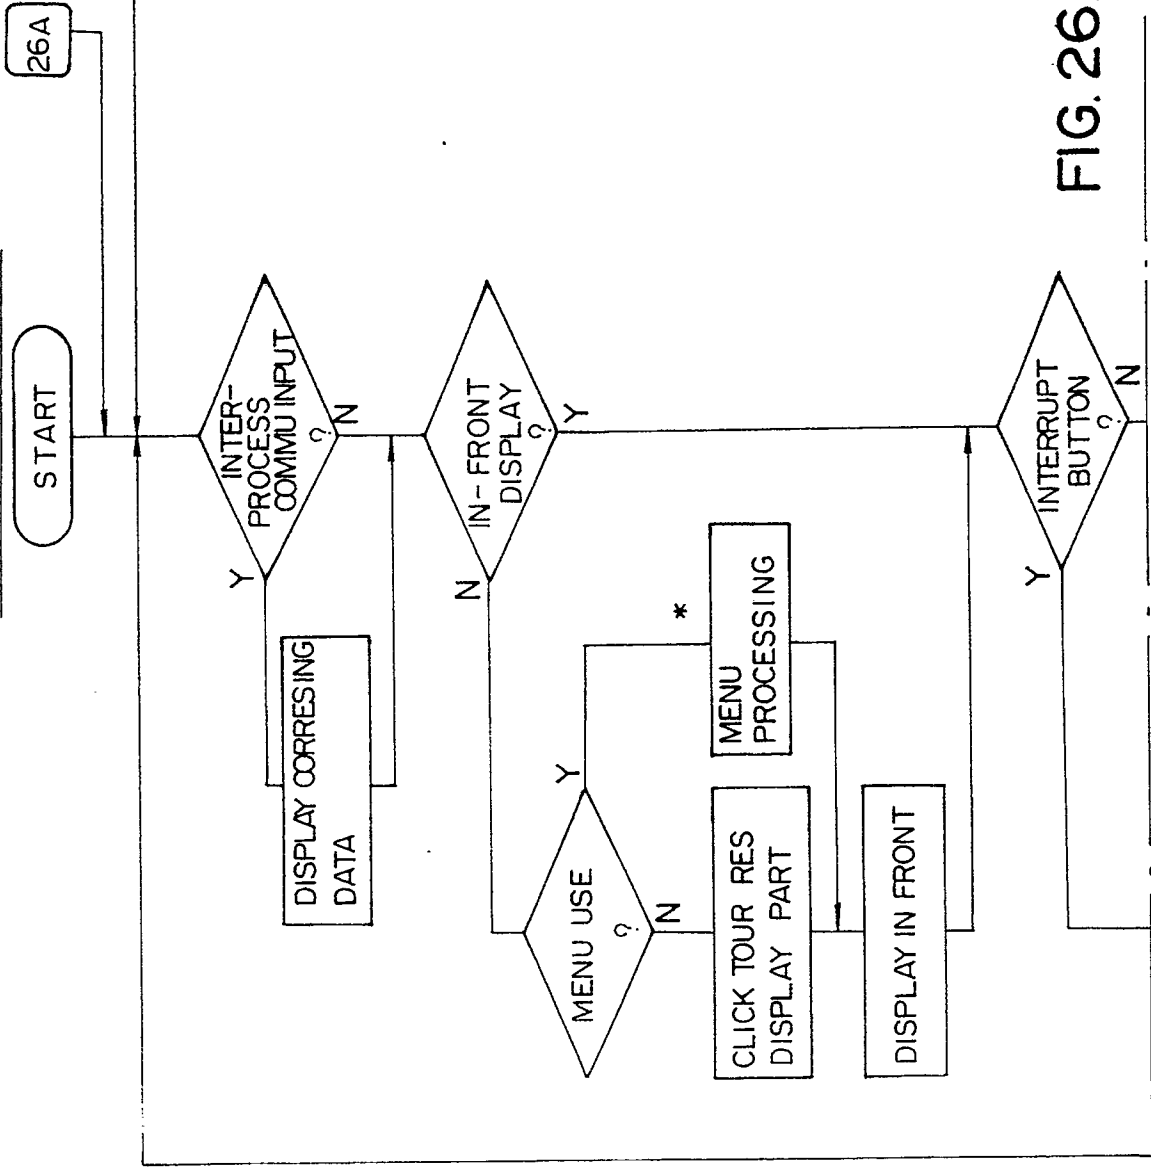 26A
START
INTER-
PROCESS
COMMU INPUT
?
Y
N
DISPLAY CORRESING
DATA
IN-FRONT
DISPLAY
?
N
Y
MENU USE
?
Y
N
*
MENU
PROCESSING
CLICK TOUR RES
DISPLAY PART
DISPLAY IN FRONT
INTERRUPT
BUTTON
?
Y
N
FIG. 26